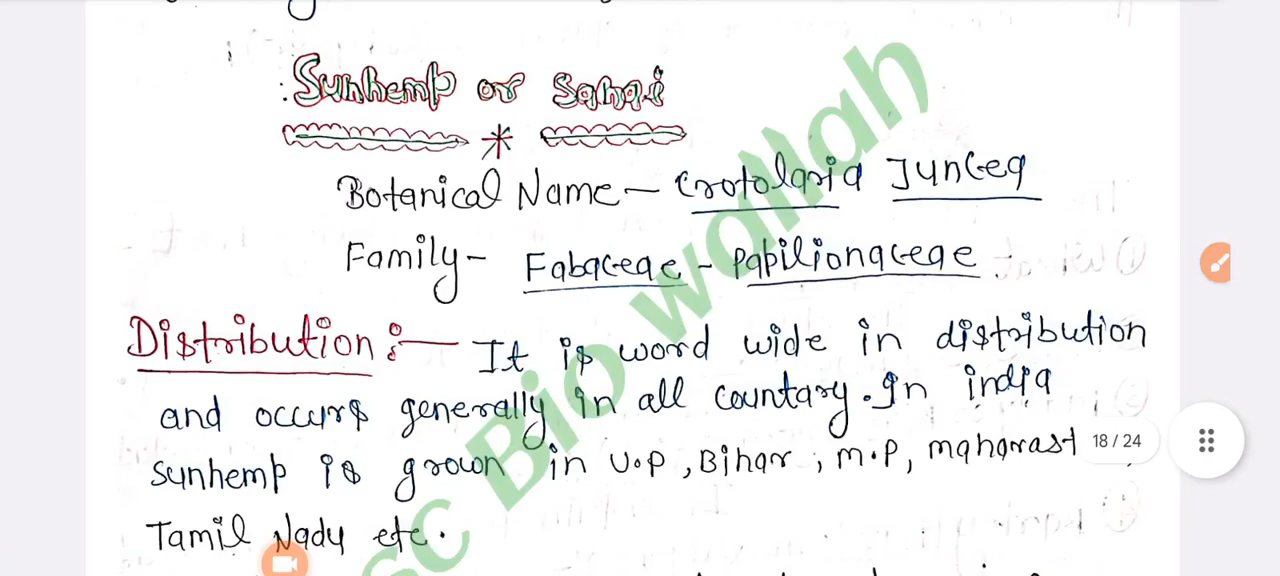 Sunhemp or Sanai
*
Botanical Name – Crotolaria Juncea
Family – Fabaceae - Papilionaceae
Distribution :— It is word wide in distribution
and occurs generally in all countary. In india
sunhemp is grown in U.P, Bihar, M.P, maharast
18 / 24
Tamil Nadu etc.
sc Bio wallah